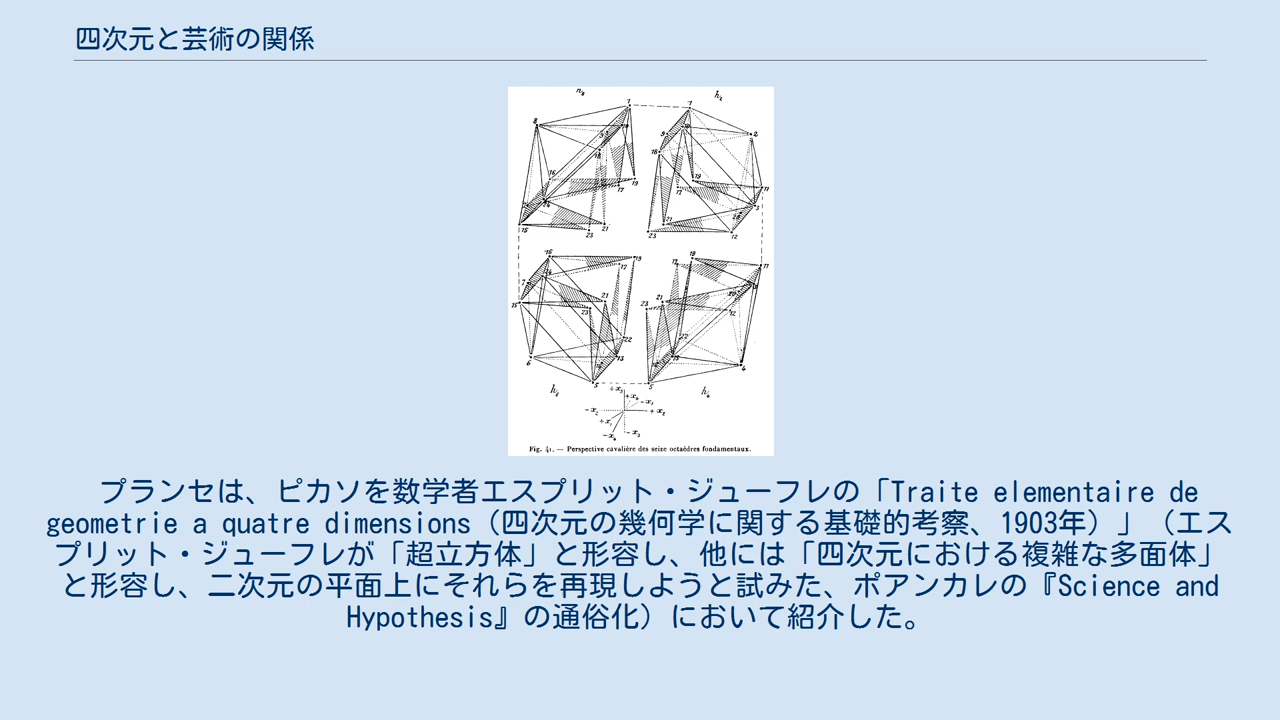 四次元と芸術の関係
Fig. 41. — Perspective cavalière des seize octaèdres fondamentaux.
プランセは、ピカソを数学者エスプリット・ジューフレの「Traite elementaire de
geometrie a quatre dimensions（四次元の幾何学に関する基礎的考察、1903年）」（エス
プリット・ジューフレが「超立方体」と形容し、他には「四次元における複雑な多面体」
と形容し、二次元の平面上にそれらを再現しようと試みた、ポアンカレの『Science and
Hypothesis』の通俗化）において紹介した。